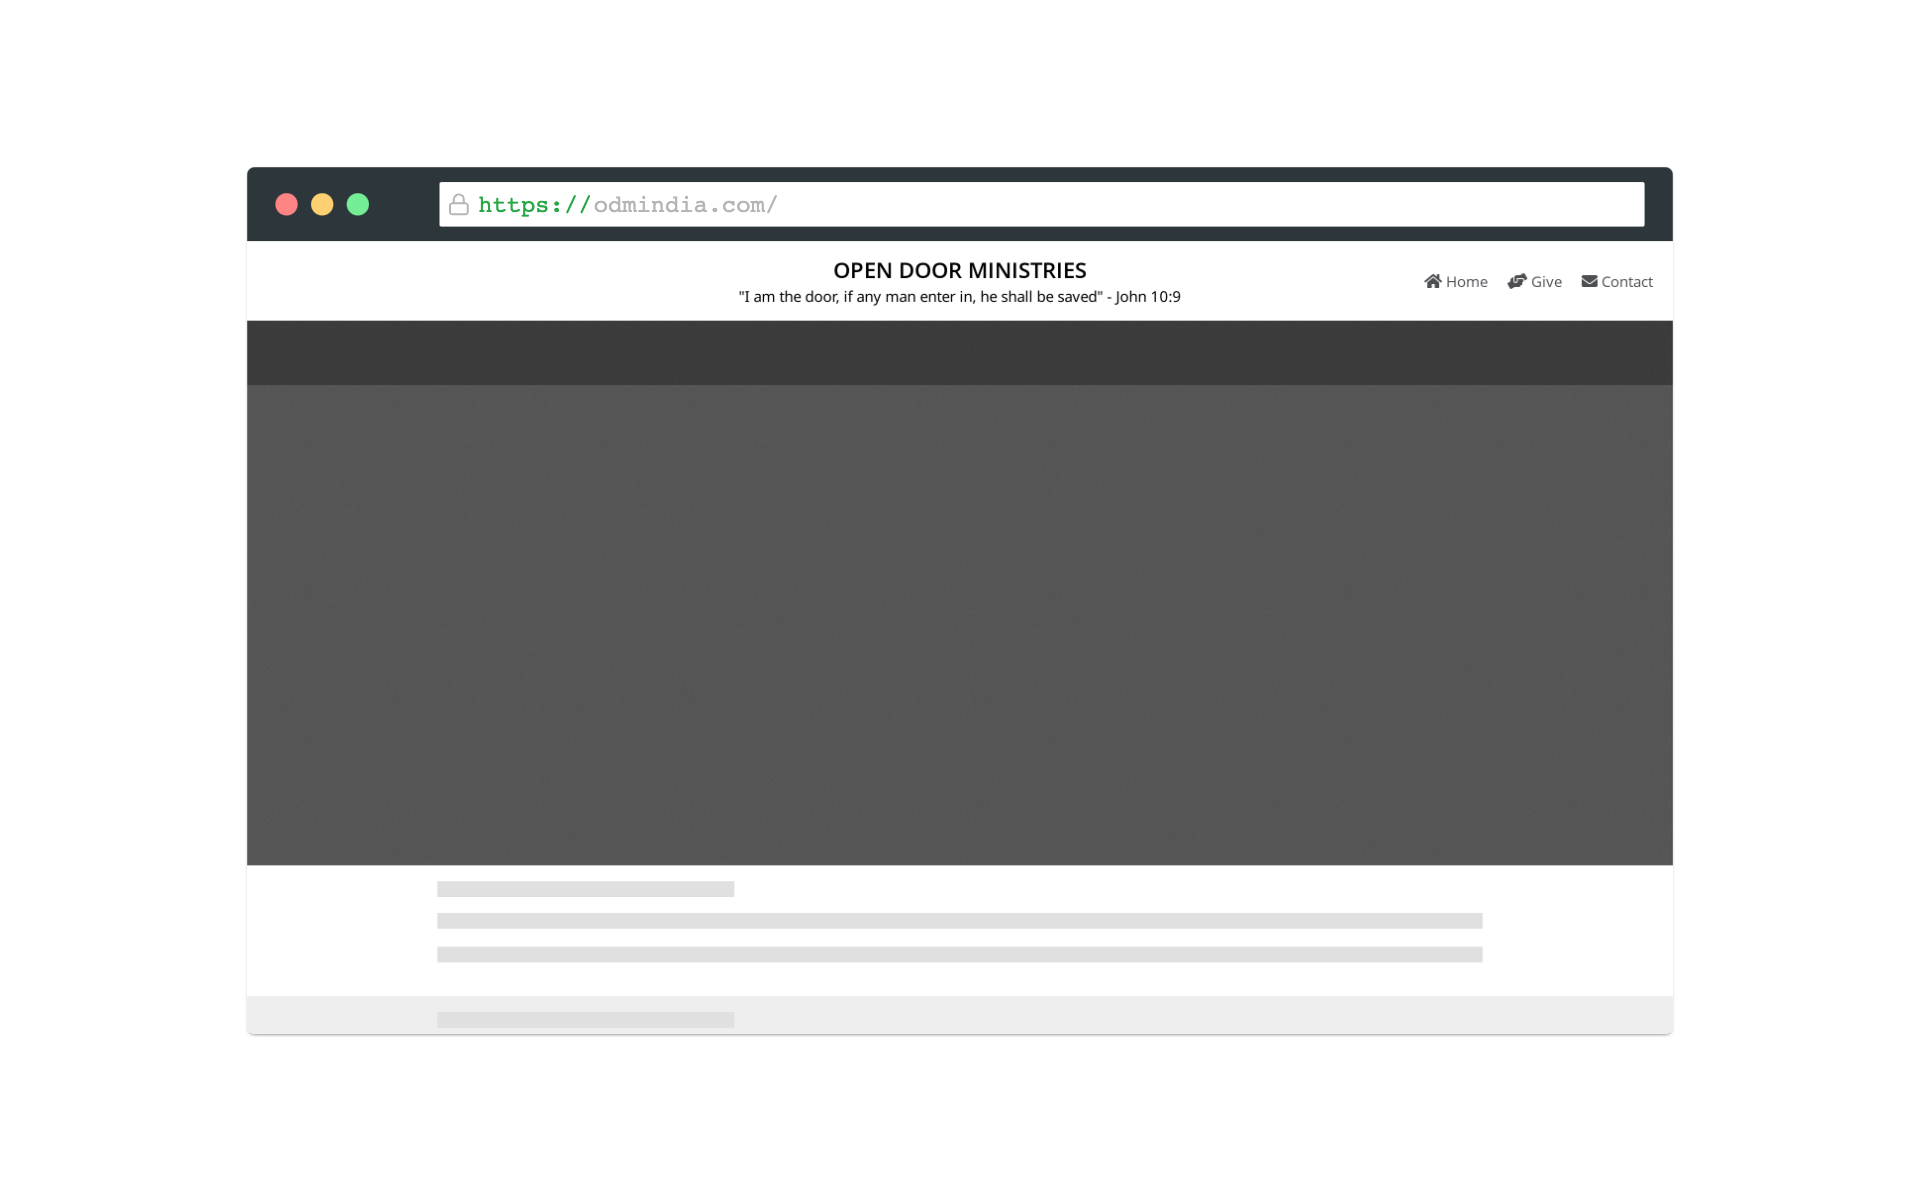 https://odmindia.com/
OPEN DOOR MINISTRIES
"I am the door, if any man enter in, he shall be saved" - John 10:9
Home Give Contact